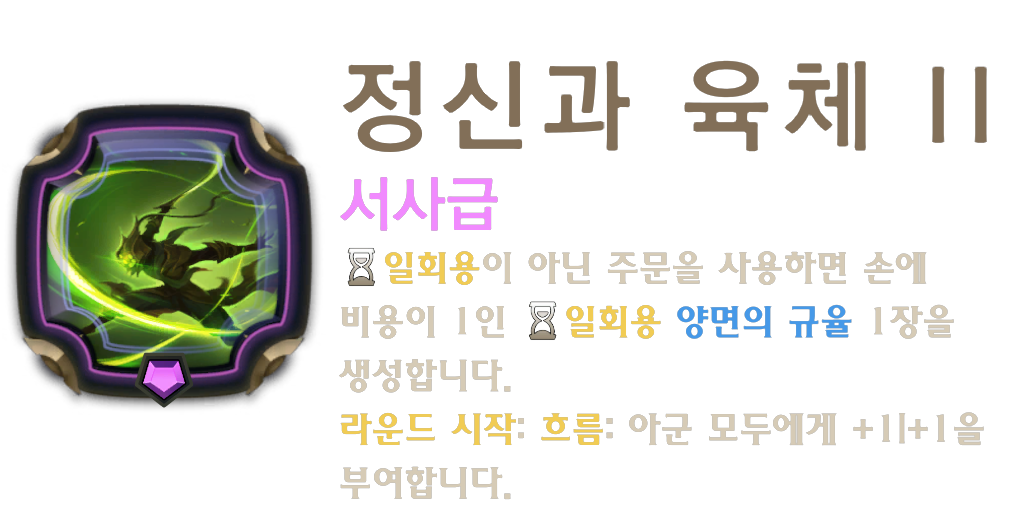 정신과 육체 II
서사급
일회용이 아닌 주문을 사용하면 손에
비용이 1인 일회용 양면의 규율 1장을
생성합니다.
라운드 시작: 흐름: 아군 모두에게 +1|+1을
부여합니다.